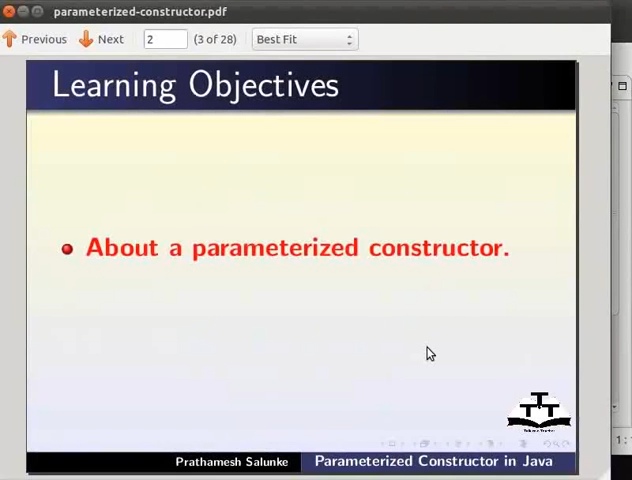 parameterized-constructor.pdf
Previous Next 2 (3 of 28) Best Fit
Learning Objectives
About a parameterized constructor.
Prathamesh Salunke Parameterized Constructor in Java
1 :